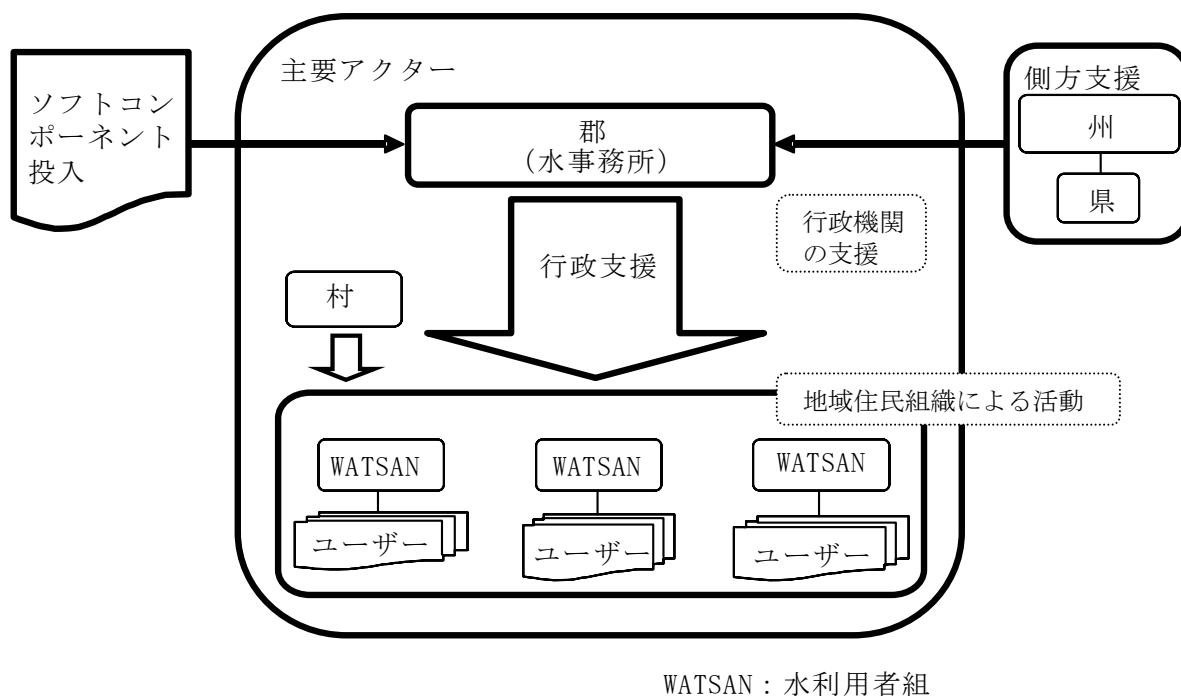 主要アクター
ソフトコン
ポーネント
投入
郡
(水事務所)
側方支援
州
県
行政機関
の支援
行政支援
村
地域住民組織による活動
WATSAN
WATSAN
WATSAN
ユーザー
ユーザー
ユーザー
WATSAN：水利用者組